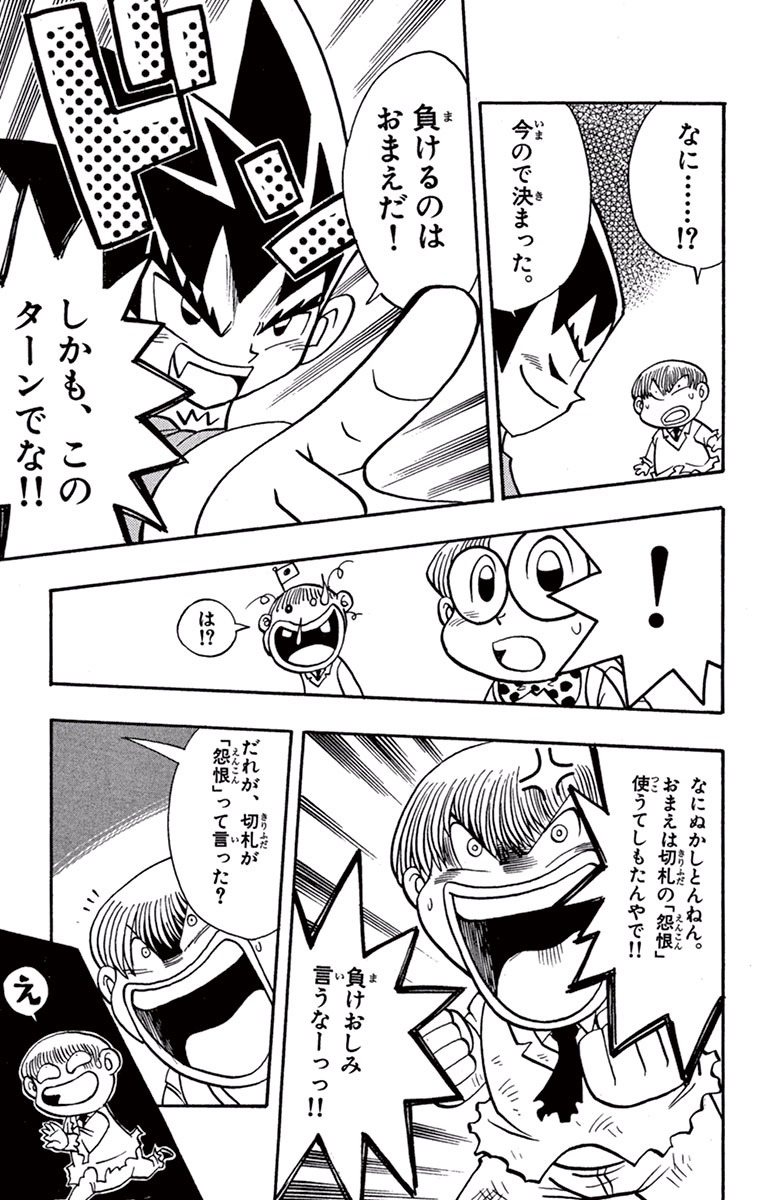 なに……!?
今ので決まった。
負けるのは
おまえだ！
ドンッ
しかも、この
ターンでな!!
！
は!?
なにぬかしとんねん。
おまえは切札の「怨恨」
使うてしもたんやで!!
負けおしみ
言うなーっっ!!
だれが、切札が
「怨恨」って言った？
え